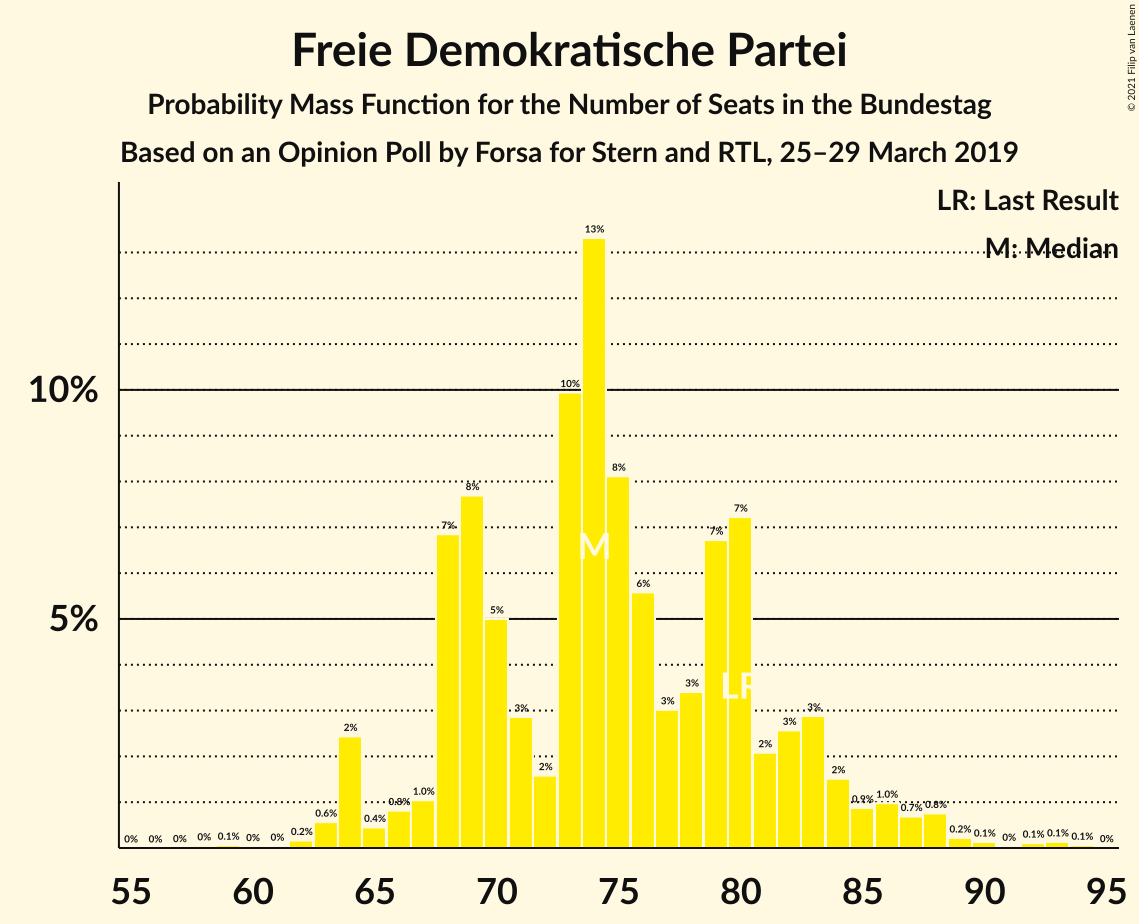 Freie Demokratische Partei
Probability Mass Function for the Number of Seats in the Bundestag
Based on an Opinion Poll by Forsa for Stern and RTL, 25–29 March 2019
© 2021 Filip van Laenen
LR: Last Result
M: Median
10%
5%
0% 0% 0% 0% 0.1% 0% 0% 0.2% 0.6% 2% 0.4% 0.8% 1.0% 7% 8% 5% 3% 2% 10% 13% 8% 6% 3% 3% 7% 7% 2% 3% 3% 2% 0.9% 1.0% 0.7% 0.8% 0.2% 0.1% 0% 0.1% 0.1% 0.1% 0%
M
LR
55 60 65 70 75 80 85 90 95